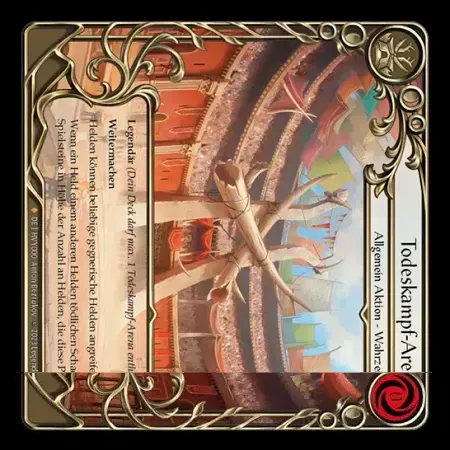 Todeskampf-Are
Allgemein Aktion - Wahrze
Legendär (Dein Deck darf max. 1 Todeskampf-Arena enth
Weitermachen
Helden können beliebige gegnerische Helden angreife
Wenn ein Held einem anderen Helden tödlichen Scha
Spielsteine in Höhe der Anzahl an Helden, die diese P